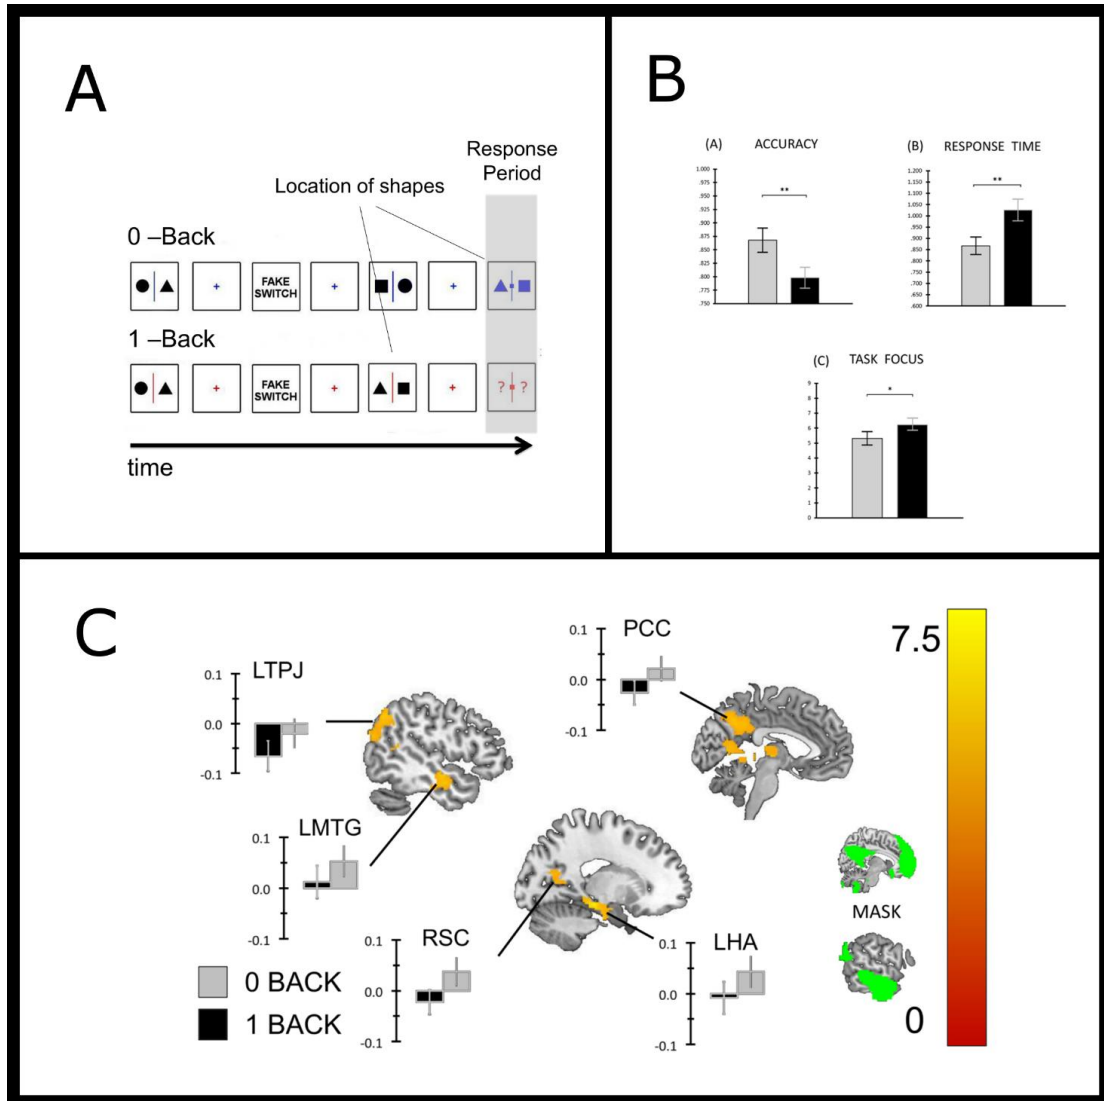 A
Response
Period
Location of shapes
0 –Back
+
FAKE
SWITCH
+
+
1 –Back
+
FAKE
SWITCH
+
+
? ?
time
B
(A) ACCURACY
**
1.000
.975
.950
.925
.900
.875
.850
.825
.800
.775
.750
(B) RESPONSE TIME
**
1.200
1.150
1.100
1.050
1.000
.950
.900
.850
.800
.750
.700
.650
.600
(C) TASK FOCUS
*
9
8
7
6
5
4
3
2
1
0
C
LTPJ
0.1
0.0
-0.1
PCC
0.1
0.0
-0.1
LMTG
0.1
0.0
-0.1
RSC
0.1
0.0
-0.1
LHA
0.1
0.0
-0.1
0 BACK
1 BACK
MASK
7.5
0